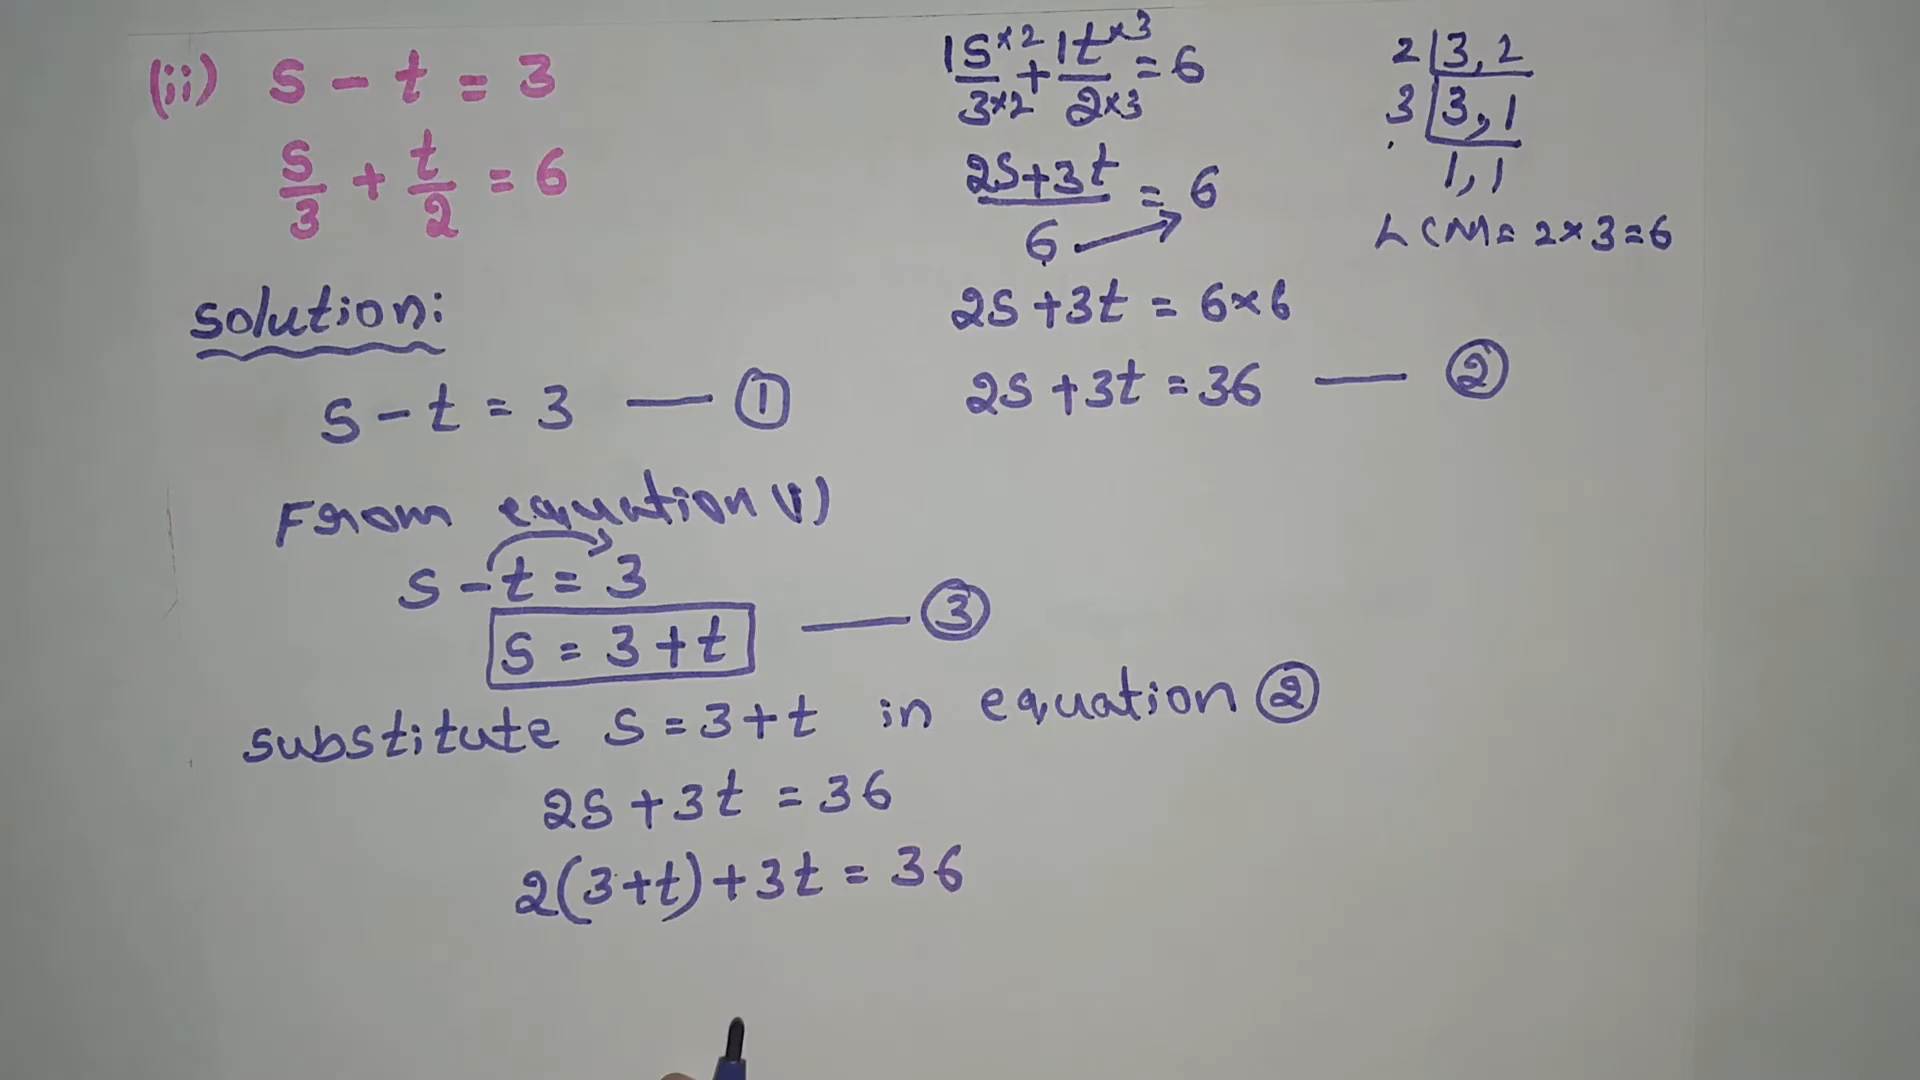 (ii) s - t = 3
s/3 + t/2 = 6
solution:
s - t = 3 — ①
1s×2/3×2 + 1t×3/2×3 = 6
2s+3t/6 = 6
2s + 3t = 6×6
2s + 3t = 36 — ②
2 | 3, 2
3 | 3, 1
1, 1
LCM = 2×3=6
From equation (1)
s - t = 3
s = 3 + t — ③
substitute s = 3+t in equation ②
2s + 3t = 36
2(3+t)+3t = 36